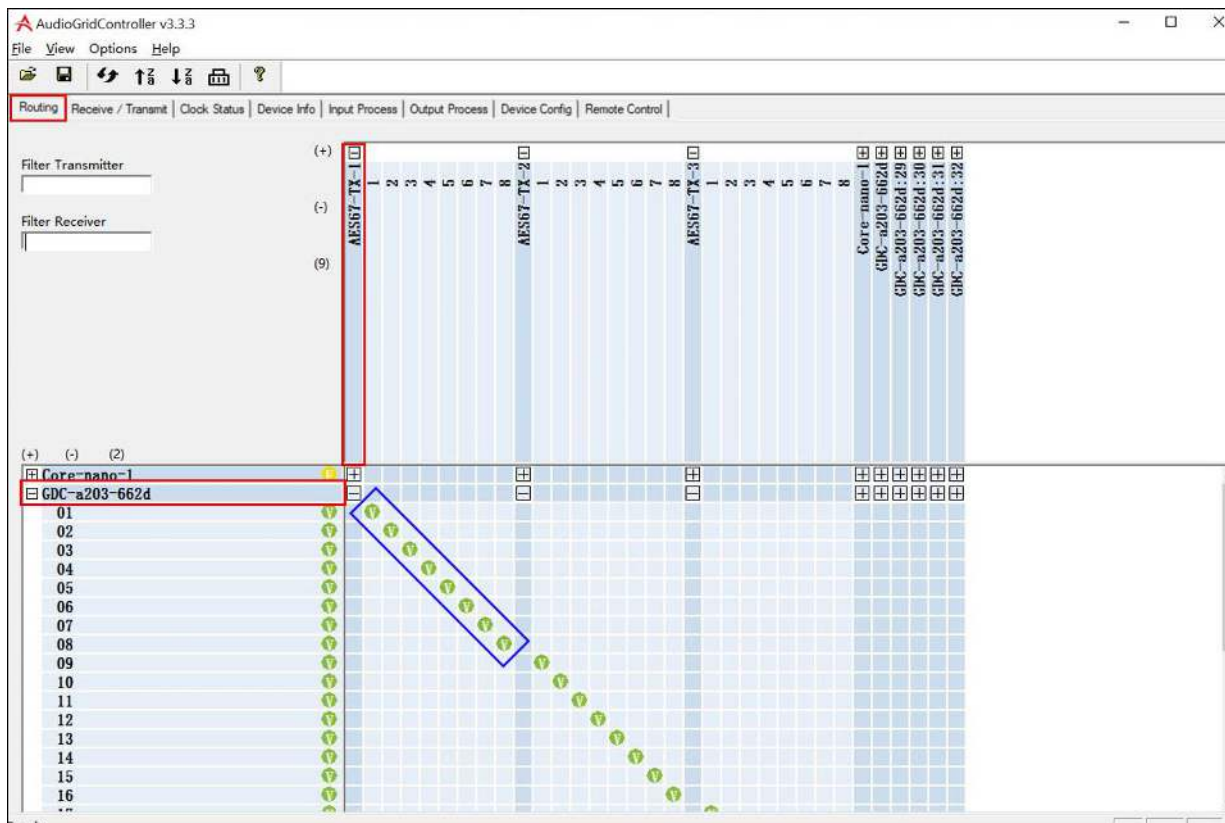 AudioGridController v3.3.3
File View Options Help
Routing Receive / Transmit Clock Status Device Info Input Process Output Process Device Config Remote Control
Filter Transmitter
Filter Receiver
(+)
(-)
(9)
AES67-TX-1
1
2
3
4
5
6
7
8
AES67-TX-2
1
2
3
4
5
6
7
8
AES67-TX-3
1
2
3
4
5
6
7
8
Core-nano-1
GDC-a203-662d
GDC-a203-662d:29
GDC-a203-662d:30
GDC-a203-662d:31
GDC-a203-662d:32
(+) (-) (2)
Core-nano-1
GDC-a203-662d
01
02
03
04
05
06
07
08
09
10
11
12
13
14
15
16